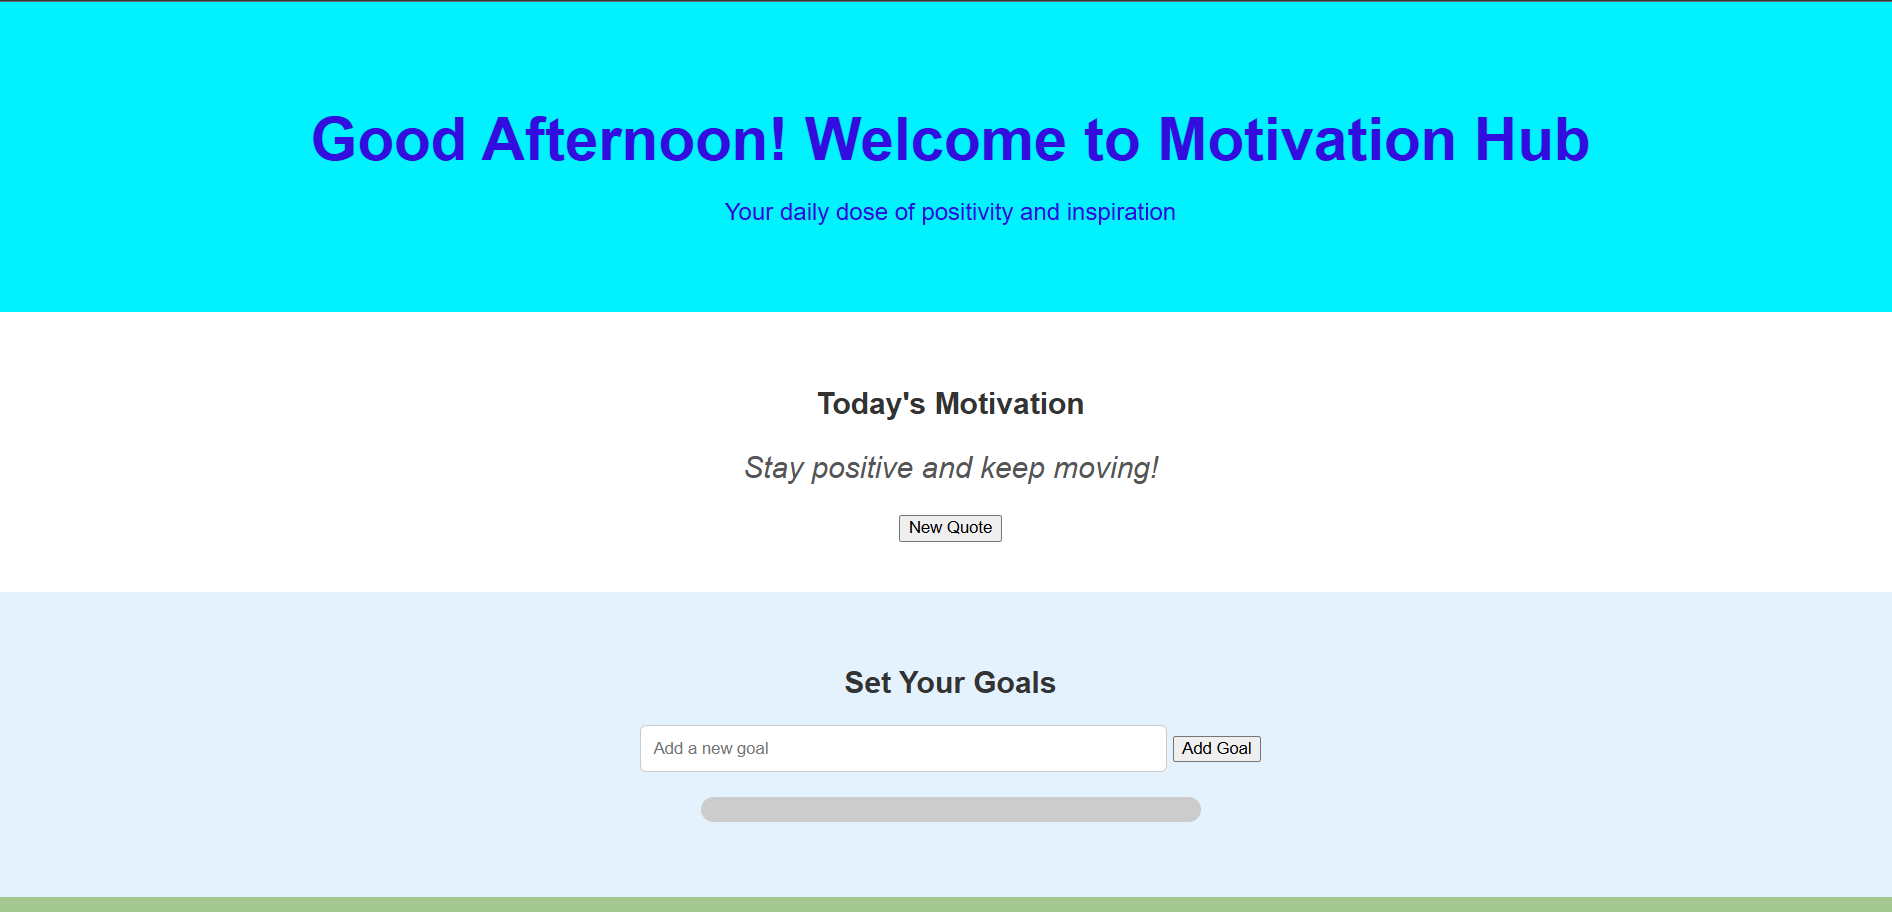 Good Afternoon! Welcome to Motivation Hub
Your daily dose of positivity and inspiration
Today's Motivation
Stay positive and keep moving!
New Quote
Set Your Goals
Add a new goal
Add Goal